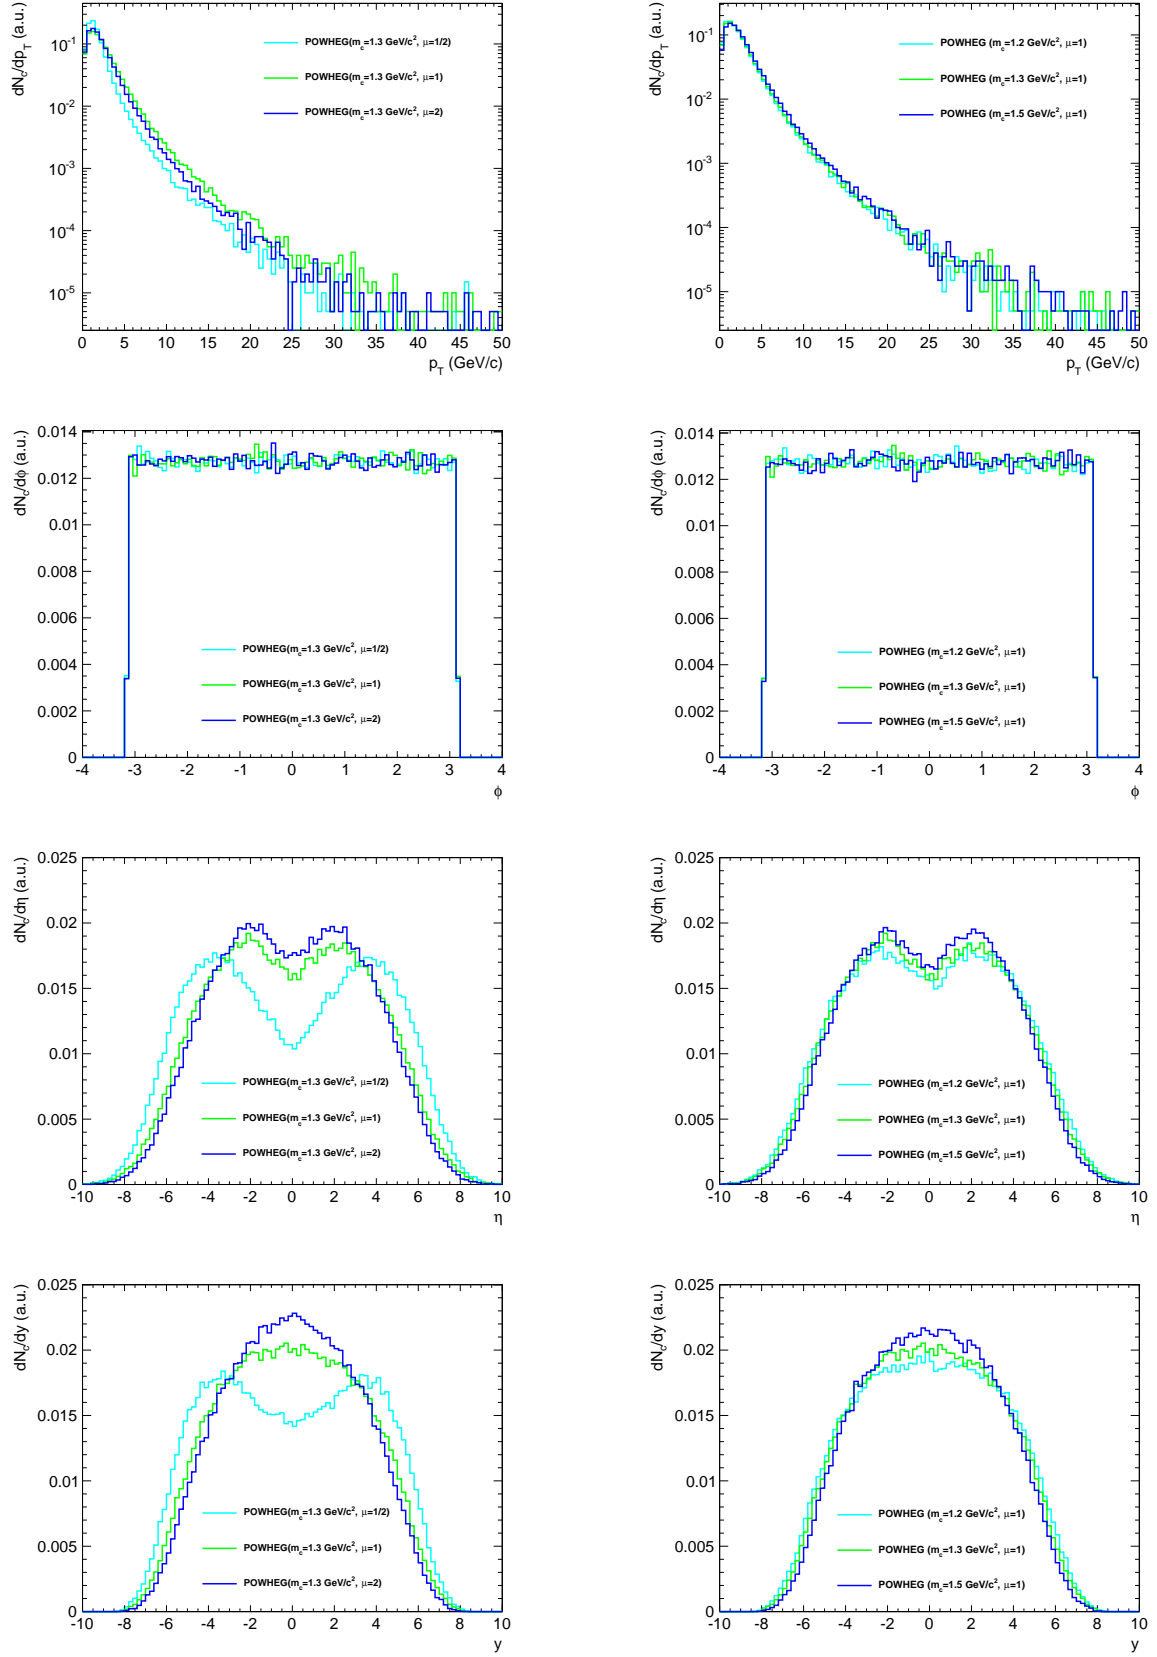 dN_c/dp_T (a.u.)
10^-1
10^-2
10^-3
10^-4
10^-5
POWHEG(m_c=1.3 GeV/c^2, μ=1/2)
POWHEG(m_c=1.3 GeV/c^2, μ=1)
POWHEG(m_c=1.3 GeV/c^2, μ=2)
0 5 10 15 20 25 30 35 40 45 50
p_T (GeV/c)
dN_c/dp_T (a.u.)
10^-1
10^-2
10^-3
10^-4
10^-5
POWHEG (m_c=1.2 GeV/c^2, μ=1)
POWHEG (m_c=1.3 GeV/c^2, μ=1)
POWHEG (m_c=1.5 GeV/c^2, μ=1)
0 5 10 15 20 25 30 35 40 45 50
p_T (GeV/c)
dN_c/dϕ (a.u.)
0.014
0.012
0.01
0.008
0.006
0.004
0.002
0
POWHEG(m_c=1.3 GeV/c^2, μ=1/2)
POWHEG(m_c=1.3 GeV/c^2, μ=1)
POWHEG(m_c=1.3 GeV/c^2, μ=2)
-4 -3 -2 -1 0 1 2 3 4
ϕ
dN_c/dϕ (a.u.)
0.014
0.012
0.01
0.008
0.006
0.004
0.002
0
POWHEG (m_c=1.2 GeV/c^2, μ=1)
POWHEG (m_c=1.3 GeV/c^2, μ=1)
POWHEG (m_c=1.5 GeV/c^2, μ=1)
-4 -3 -2 -1 0 1 2 3 4
ϕ
dN_c/dη (a.u.)
0.025
0.02
0.015
0.01
0.005
0
POWHEG(m_c=1.3 GeV/c^2, μ=1/2)
POWHEG(m_c=1.3 GeV/c^2, μ=1)
POWHEG(m_c=1.3 GeV/c^2, μ=2)
-10 -8 -6 -4 -2 0 2 4 6 8 10
η
dN_c/dη (a.u.)
0.025
0.02
0.015
0.01
0.005
0
POWHEG (m_c=1.2 GeV/c^2, μ=1)
POWHEG (m_c=1.3 GeV/c^2, μ=1)
POWHEG (m_c=1.5 GeV/c^2, μ=1)
-10 -8 -6 -4 -2 0 2 4 6 8 10
η
dN_c/dy (a.u.)
0.025
0.02
0.015
0.01
0.005
0
POWHEG(m_c=1.3 GeV/c^2, μ=1/2)
POWHEG(m_c=1.3 GeV/c^2, μ=1)
POWHEG(m_c=1.3 GeV/c^2, μ=2)
-10 -8 -6 -4 -2 0 2 4 6 8 10
y
dN_c/dy (a.u.)
0.025
0.02
0.015
0.01
0.005
0
POWHEG (m_c=1.2 GeV/c^2, μ=1)
POWHEG (m_c=1.3 GeV/c^2, μ=1)
POWHEG (m_c=1.5 GeV/c^2, μ=1)
-10 -8 -6 -4 -2 0 2 4 6 8 10
y